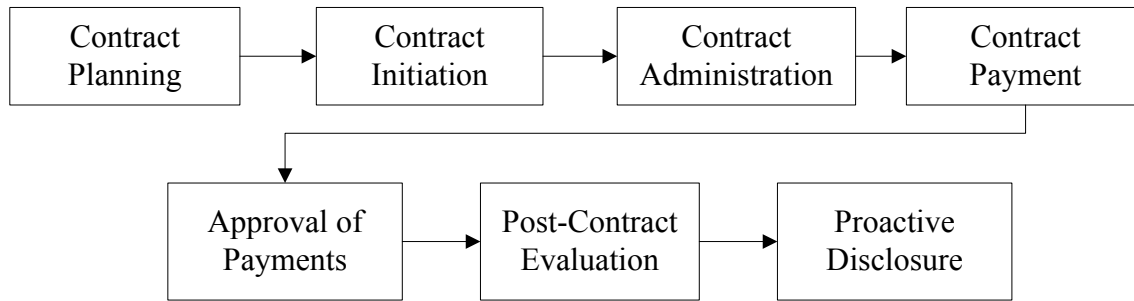 Contract
Planning
Contract
Initiation
Contract
Administration
Contract
Payment
Approval of
Payments
Post-Contract
Evaluation
Proactive
Disclosure